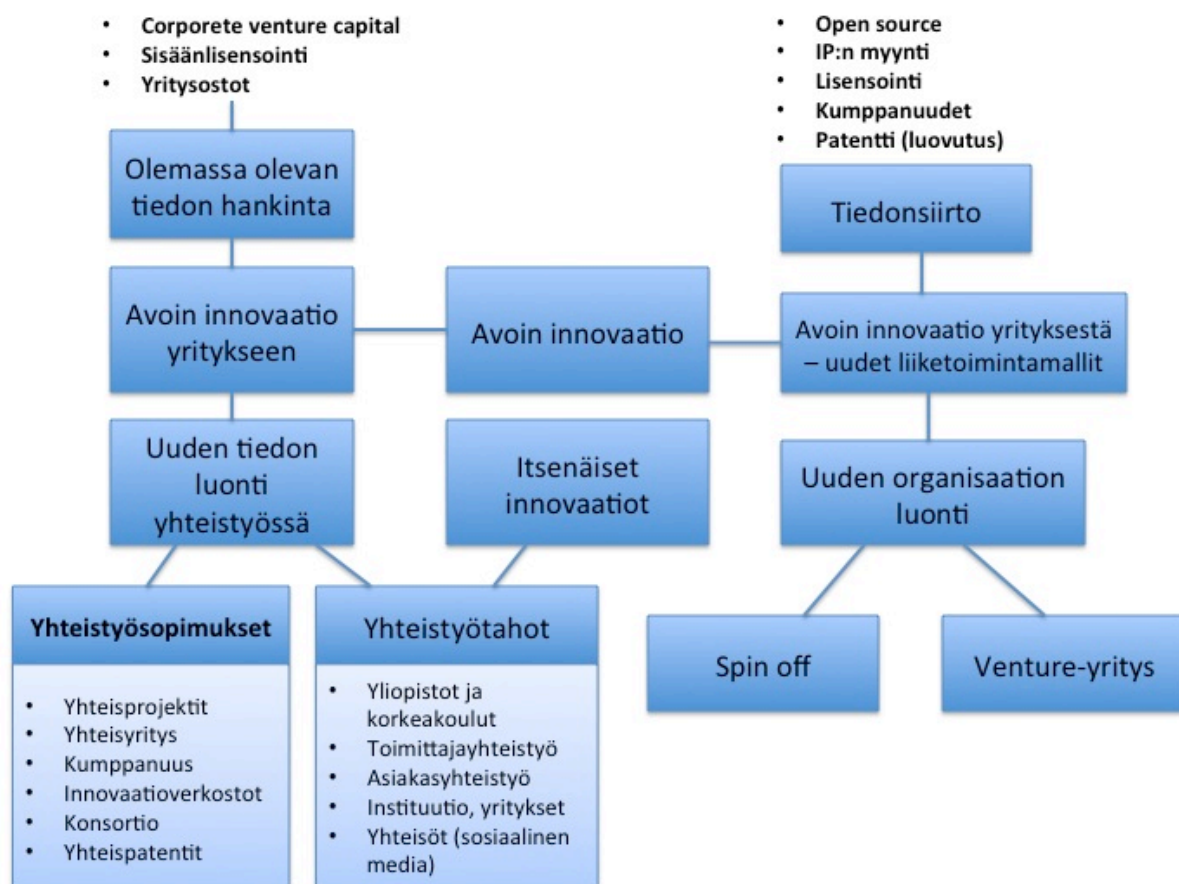 • Corporete venture capital
• Sisäänlisensointi
• Yritysostot
Olemassa olevan
tiedon hankinta
Avoin innovaatio
yritykseen
Uuden tiedon
luonti
yhteistyössä
Yhteistyösopimukset
• Yhteisprojektit
• Yhteisyritys
• Kumppanuus
• Innovaatioverkostot
• Konsortio
• Yhteispatentit
Avoin innovaatio
Itsenäiset
innovaatiot
Yhteistyötahot
• Yliopistot ja
korkeakoulut
• Toimittajayhteistyö
• Asiakasyhteistyö
• Instituutio, yritykset
• Yhteisöt (sosiaalinen
media)
• Open source
• IP:n myynti
• Lisensointi
• Kumppanuudet
• Patentti (luovutus)
Tiedonsiirto
Avoin innovaatio yrityksestä
– uudet liiketoimintamallit
Uuden organisaation
luonti
Spin off
Venture-yritys